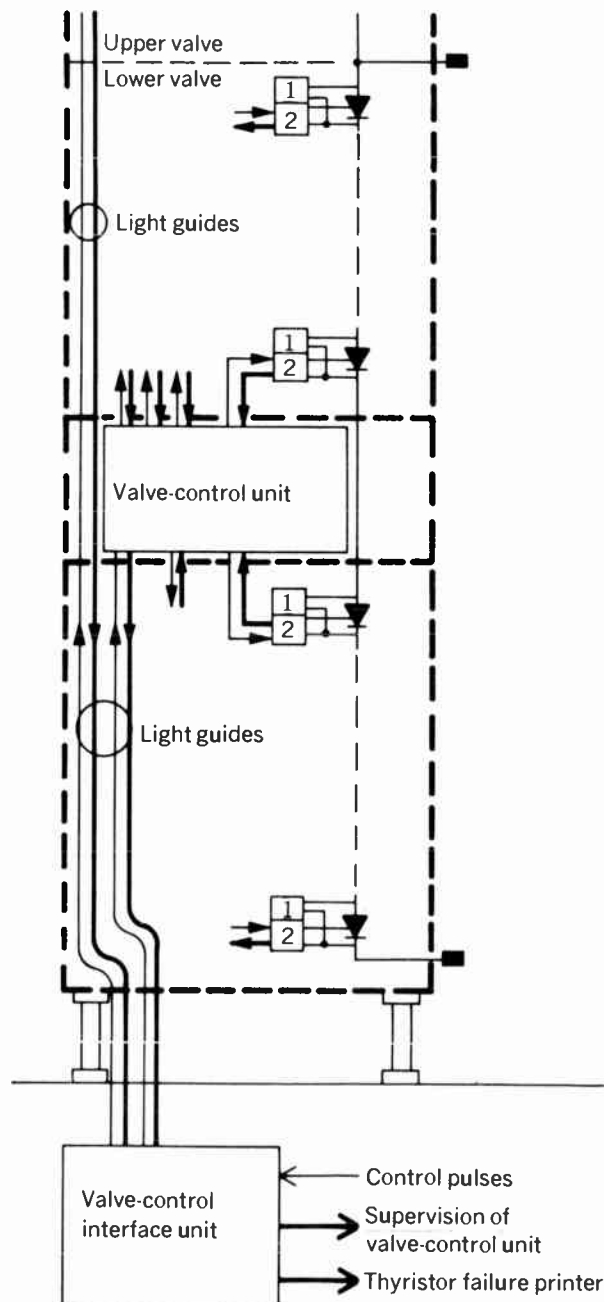 Upper valve
Lower valve
1
2
Light guides
1
2
Valve-control unit
1
2
Light guides
1
2
Valve-control
interface unit
Control pulses
Supervision of
valve-control unit
Thyristor failure printer